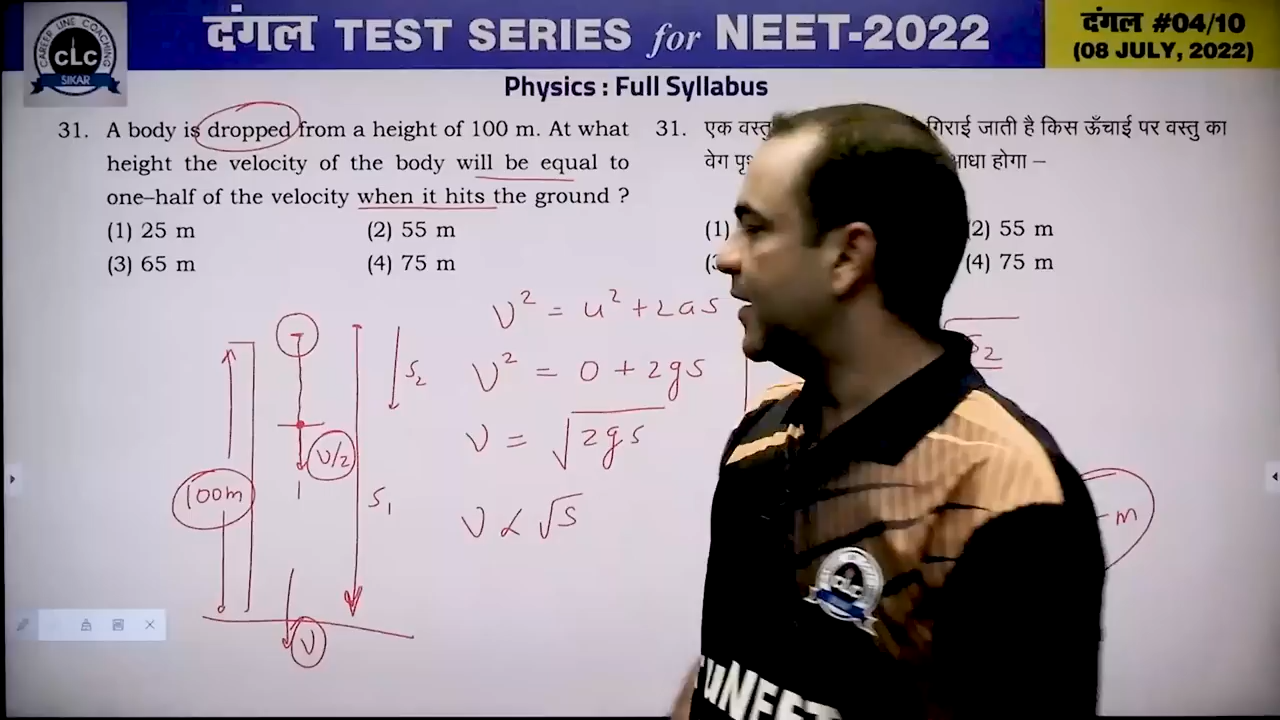 CAREER LINE COACHING
CLC
SIKAR
दंगल TEST SERIES for NEET-2022
दंगल #04/10
(08 JULY, 2022)
Physics : Full Syllabus
31. A body is dropped from a height of 100 m. At what
height the velocity of the body will be equal to
one–half of the velocity when it hits the ground ?
(1) 25 m (2) 55 m
(3) 65 m (4) 75 m
31. एक वस्तु गिराई जाती है किस ऊँचाई पर वस्तु का
वेग आधा होगा –
(1) 2) 55 m
(4) 75 m
100m
v/2
v
S₂
S₁
v² = u² + 2as
v² = 0 + 2gs
v = √2gs
v ∝ √s
S₂
m
CLC